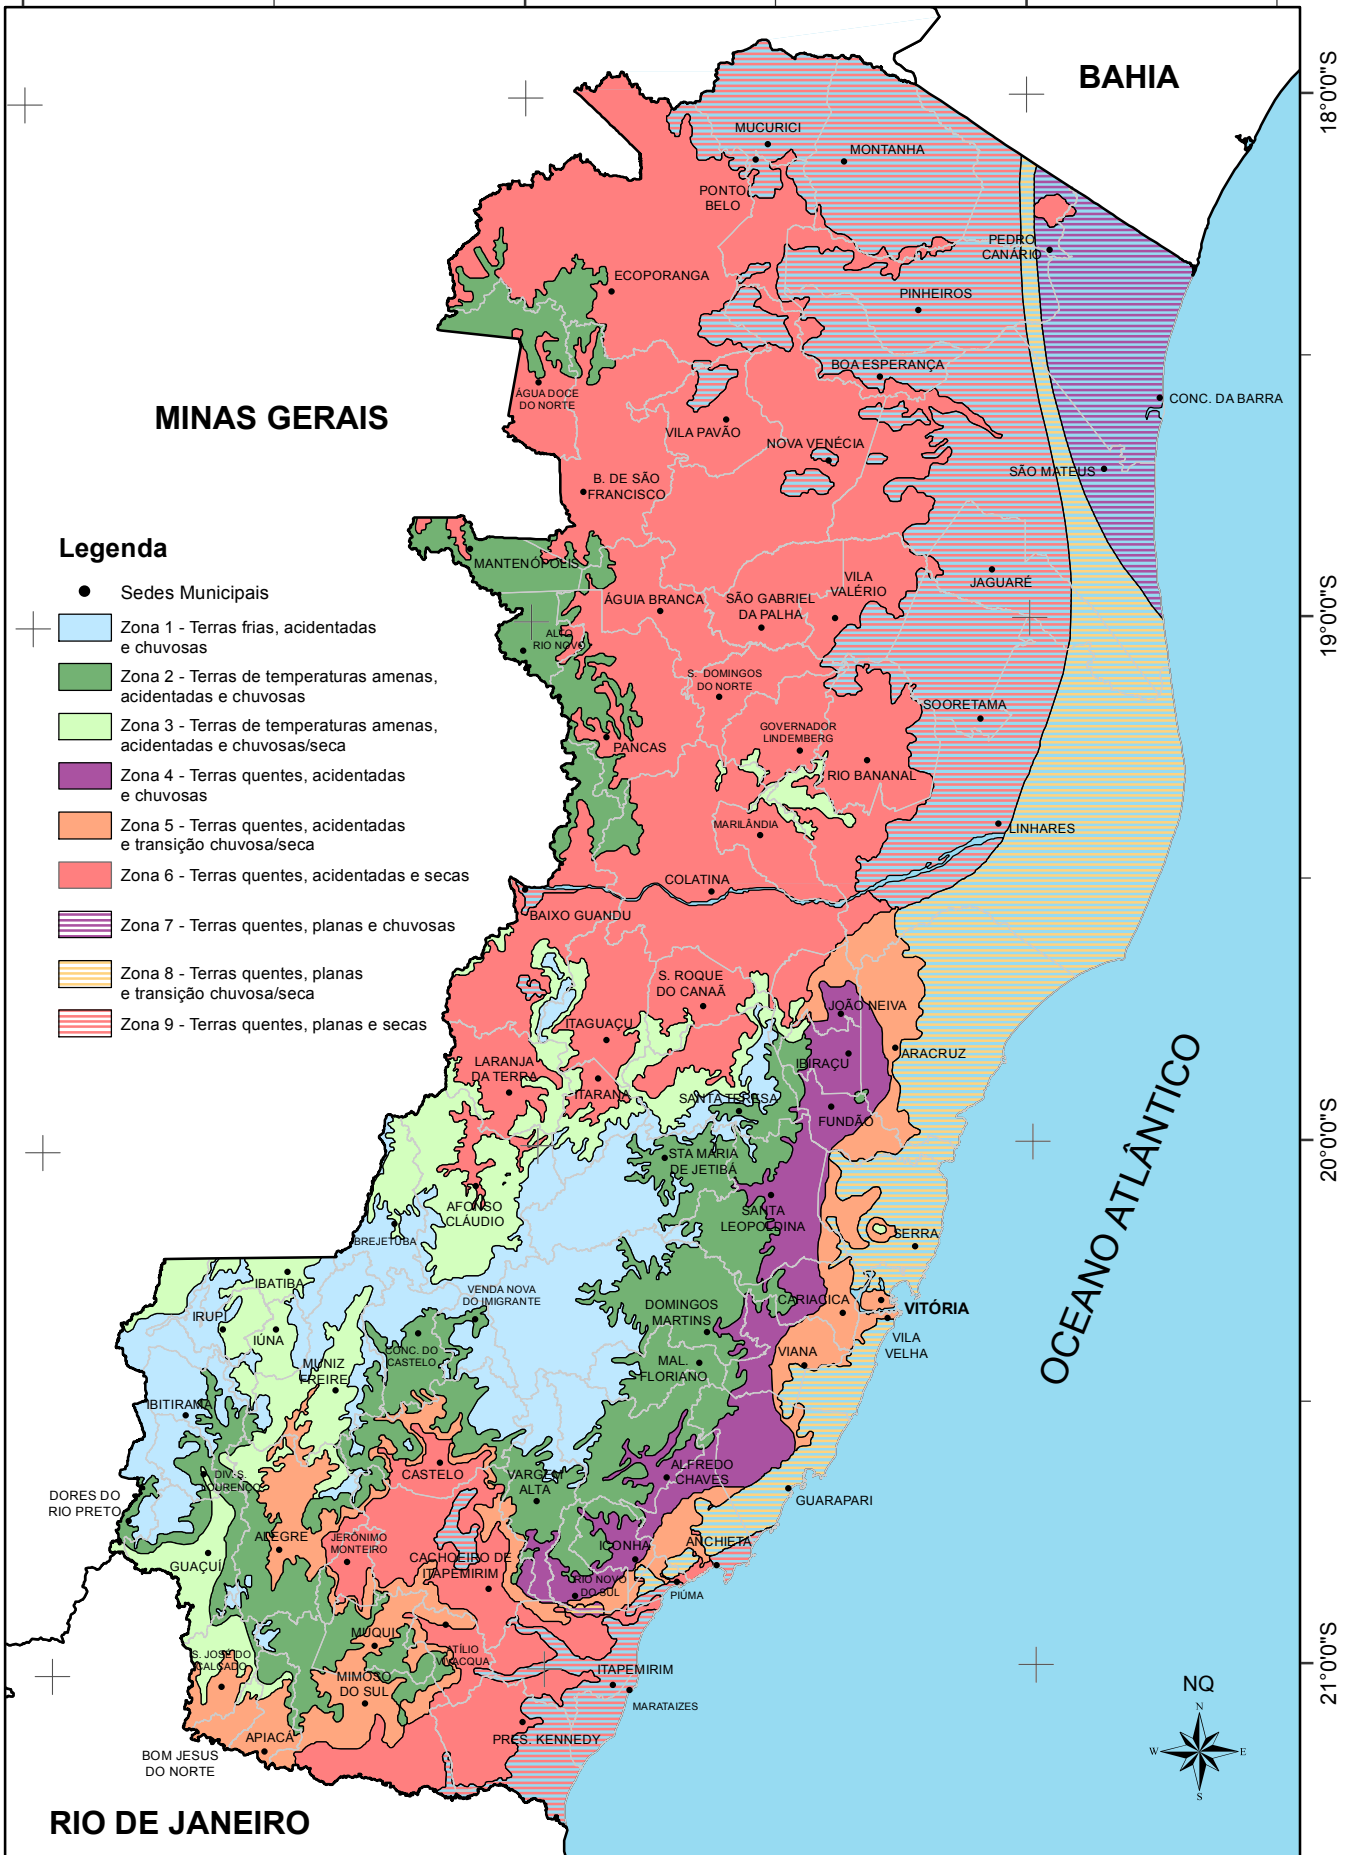 BAHIA
18°0'0"S
MUCURICI
MONTANHA
PONTO
BELO
PEDRO
CANÁRIO
ECOPORANGA
PINHEIROS
BOA ESPERANÇA
ÁGUA DOCE
DO NORTE
CONC. DA BARRA
MINAS GERAIS
VILA PAVÃO
NOVA VENÉCIA
SÃO MATEUS
B. DE SÃO
FRANCISCO
Legenda
Sedes Municipais
Zona 1 - Terras frias, acidentadas
e chuvosas
Zona 2 - Terras de temperaturas amenas,
acidentadas e chuvosas
Zona 3 - Terras de temperaturas amenas,
acidentadas e chuvosas/seca
Zona 4 - Terras quentes, acidentadas
e chuvosas
Zona 5 - Terras quentes, acidentadas
e transição chuvosa/seca
Zona 6 - Terras quentes, acidentadas e secas
Zona 7 - Terras quentes, planas e chuvosas
Zona 8 - Terras quentes, planas
e transição chuvosa/seca
Zona 9 - Terras quentes, planas e secas
MANTENÓPOLIS
JAGUARÉ
VILA
VALÉRIO
ÁGUIA BRANCA
SÃO GABRIEL
DA PALHA
19°0'0"S
ALTO
RIO NOVO
S. DOMINGOS
DO NORTE
SOORETAMA
GOVERNADOR
LINDEMBERG
PANCAS
RIO BANANAL
MARILÂNDIA
LINHARES
COLATINA
BAIXO GUANDU
S. ROQUE
DO CANAÃ
JOÃO NEIVA
ITAGUAÇU
ARACRUZ
IBIRAÇU
LARANJA
DA TERRA
ITARANA
SANTA TERESA
FUNDÃO
20°0'0"S
STA MARIA
DE JETIBÁ
AFONSO
CLÁUDIO
SANTA
LEOPOLDINA
BREJETUBA
SERRA
OCEANO ATLÂNTICO
IBATIBA
VENDA NOVA
DO IMIGRANTE
IRUPI
IÚNA
DOMINGOS
MARTINS
CARIACICA
VITÓRIA
VILA
VELHA
CONC. DO
CASTELO
MUNIZ
FREIRE
MAL.
FLORIANO
VIANA
IBITIRAMA
DIV. S.
LOURENÇO
CASTELO
VARGEM
ALTA
ALFREDO
CHAVES
DORES DO
RIO PRETO
GUARAPARI
ALEGRE
JERÔNIMO
MONTEIRO
ICONHA
ANCHIETA
GUAÇUÍ
CACHOEIRO DE
ITAPEMIRIM
RIO NOVO
DO SUL
PIÚMA
MUQUI
S. JOSÉ DO
CALÇADO
ATÍLIO
VIVACQUA
ITAPEMIRIM
MIMOSO
DO SUL
MARATAIZES
21°0'0"S
NQ
N
W
E
S
APIACÁ
PRES. KENNEDY
BOM JESUS
DO NORTE
RIO DE JANEIRO